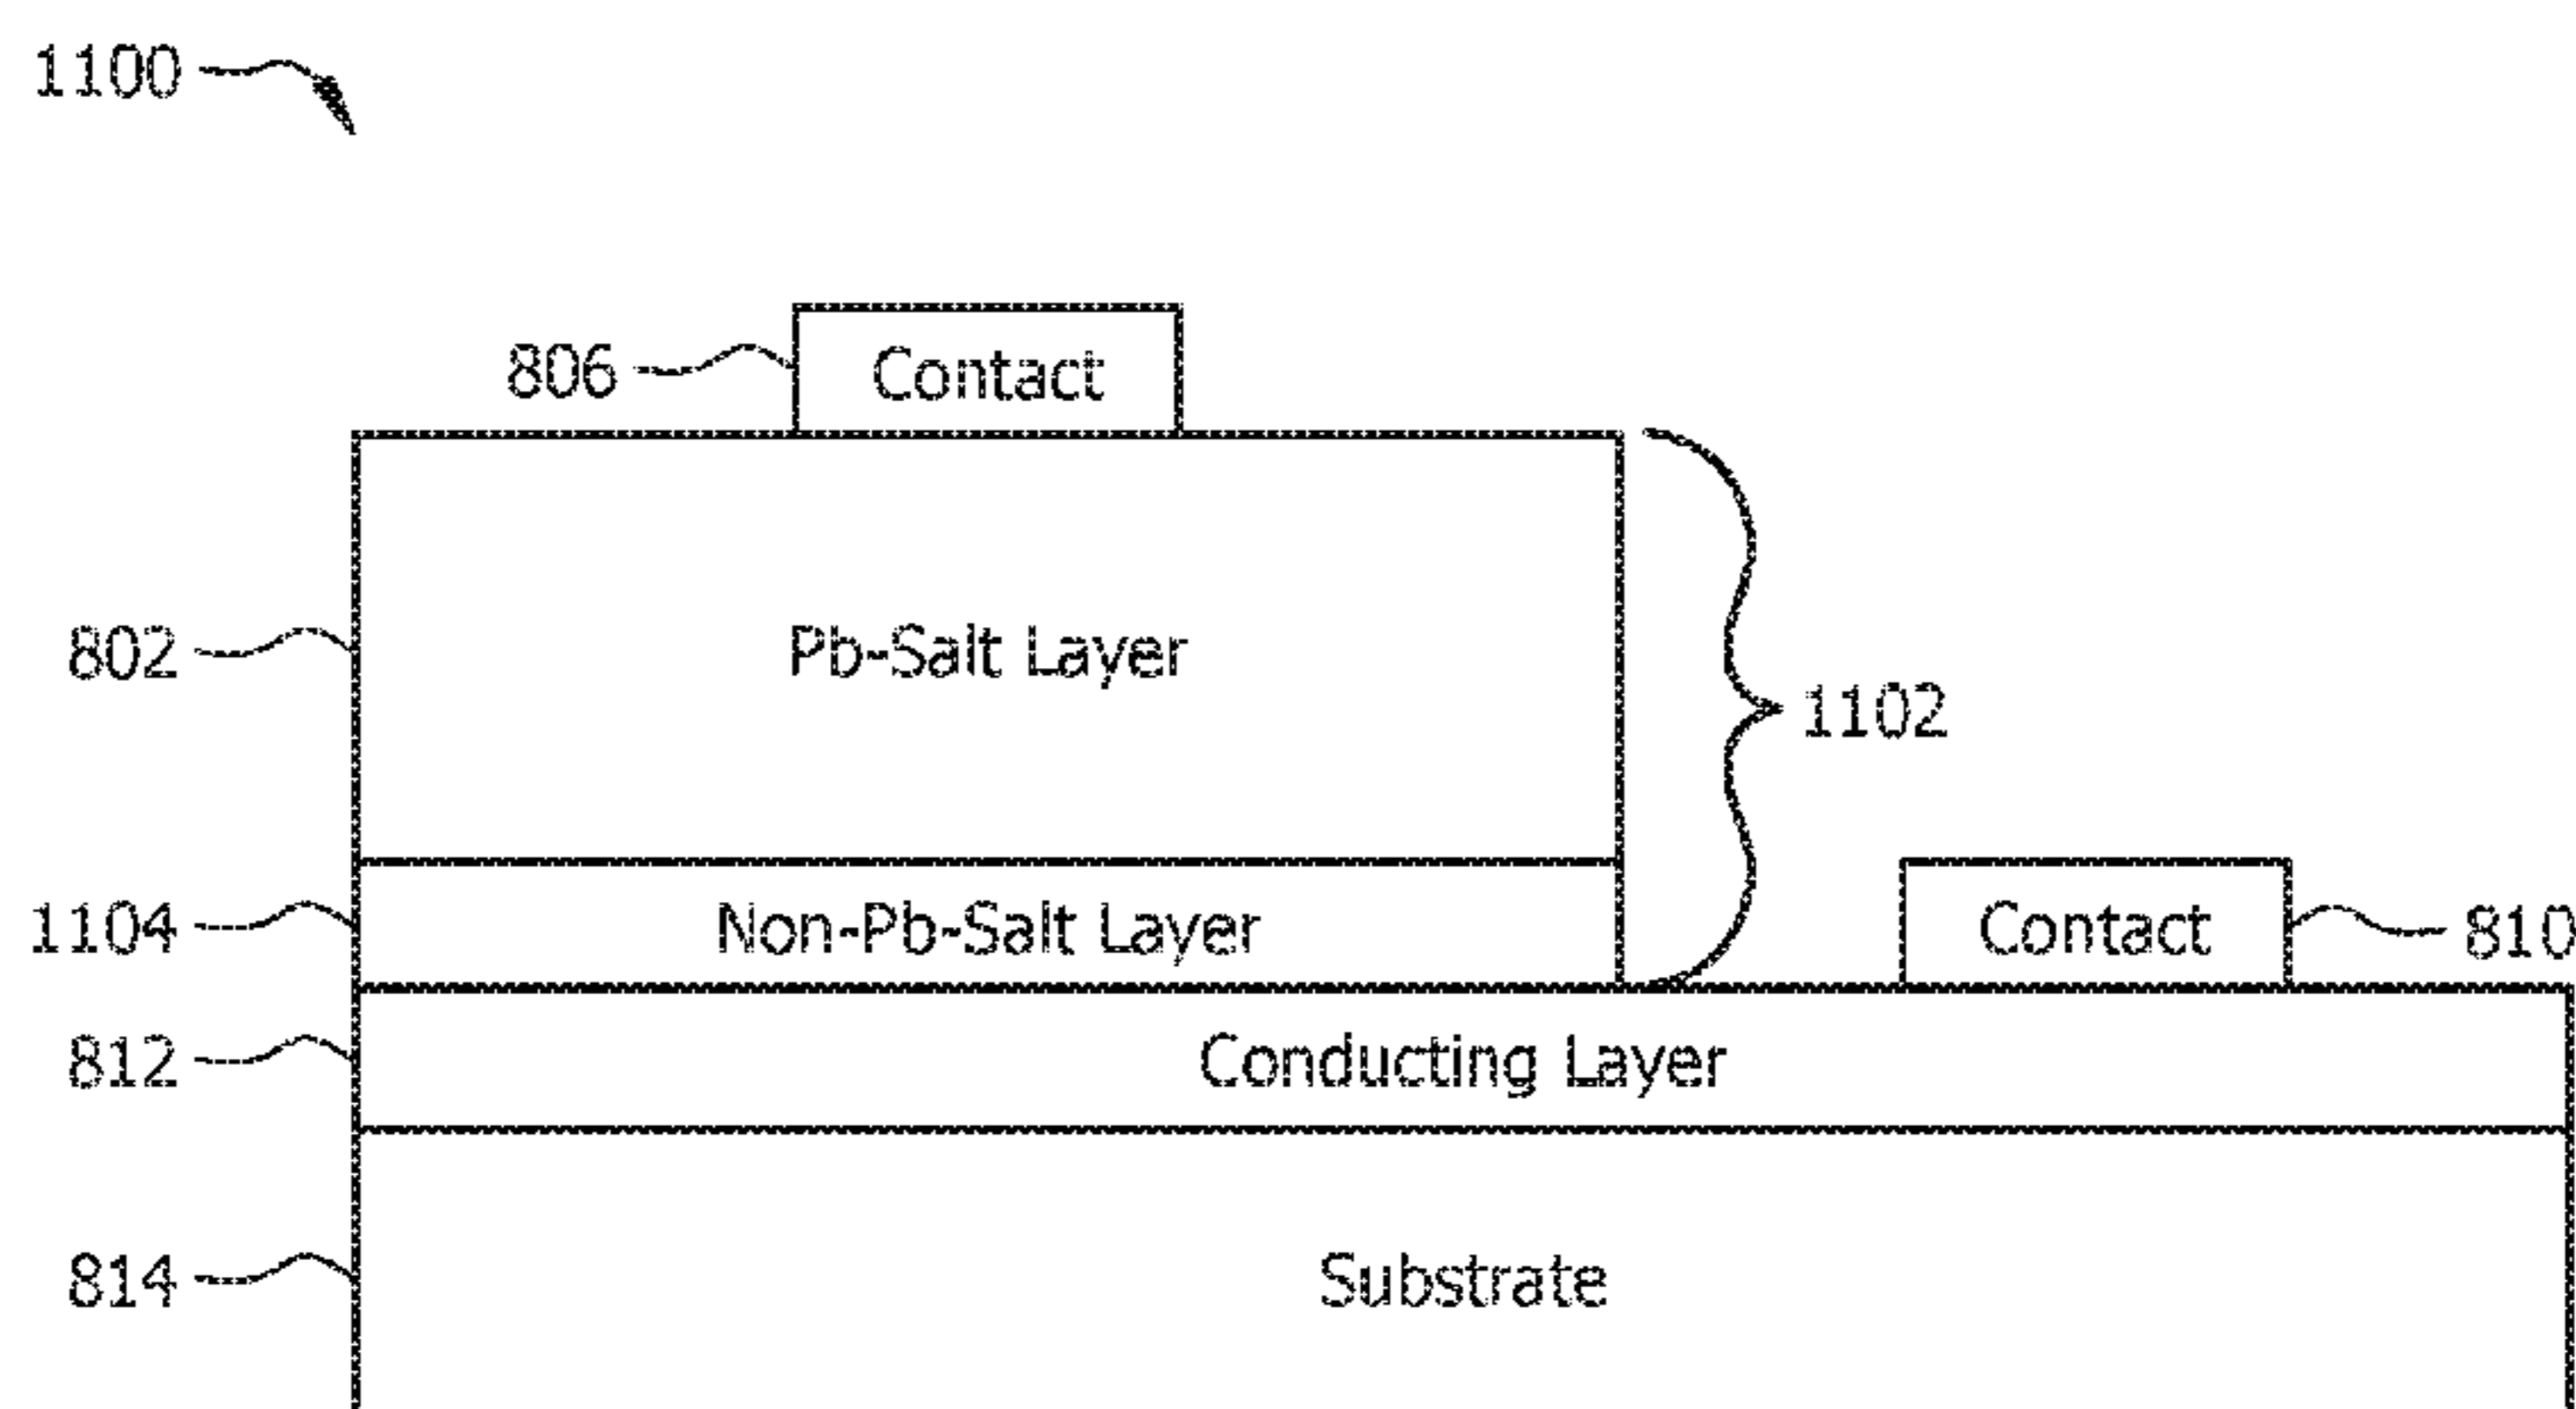 1100
806 Contact
802 Pb-Salt Layer
1102
1104 Non-Pb-Salt Layer Contact 810
812 Conducting Layer
814 Substrate